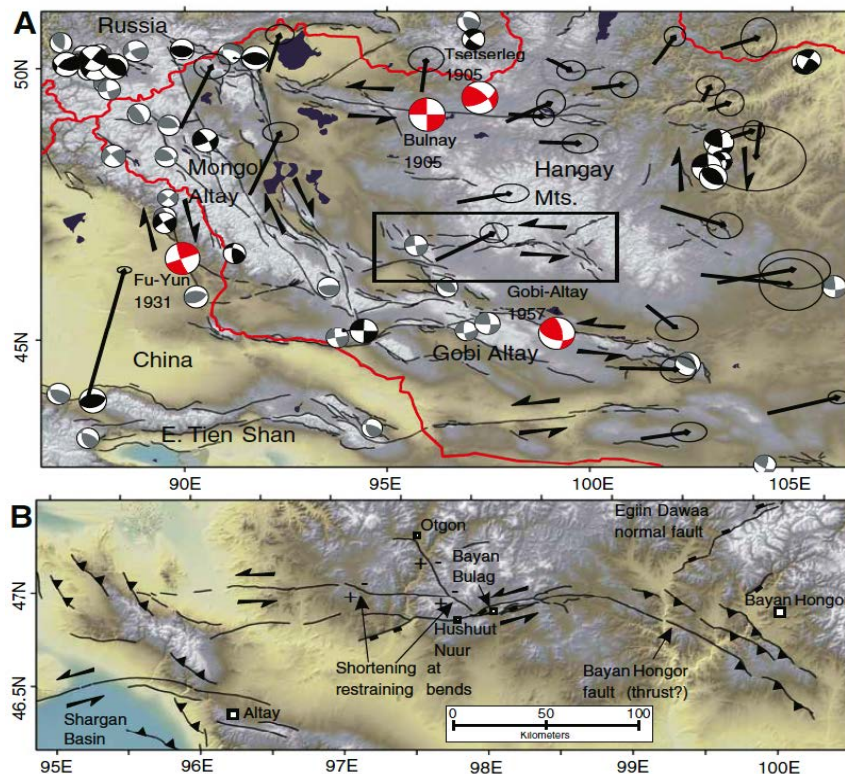 A
Russia
50N
Tsetserleg
1905
Bulnay
1905
Mongol
Altay
Hangay
Mts.
Fu-Yun
1931
Gobi-Altay
1957
45N
China
Gobi Altay
E. Tien Shan
90E
95E
100E
105E
B
Otgon
Egiin Dawaa
normal fault
Bayan
Bulag
47N
+ -
+ -
+ -
Bayan Hongor
Hushuut
Nuur
Shortening at
restraining bends
Bayan Hongor
fault (thrust?)
46.5N
Shargan
Basin
Altay
0 50 100
Kilometers
95E
96E
97E
98E
99E
100E